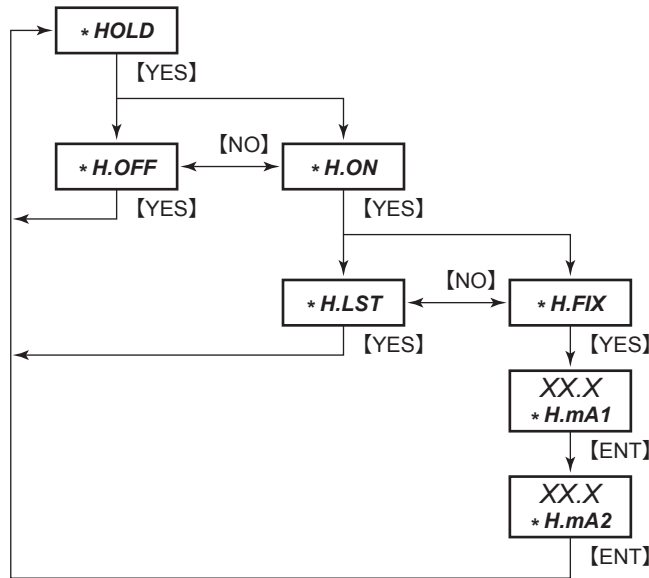 * HOLD
【YES】
【NO】
* H.OFF
* H.ON
【YES】
【YES】
【NO】
* H.LST
* H.FIX
【YES】
【YES】
XX.X
* H.mA1
【ENT】
XX.X
* H.mA2
【ENT】